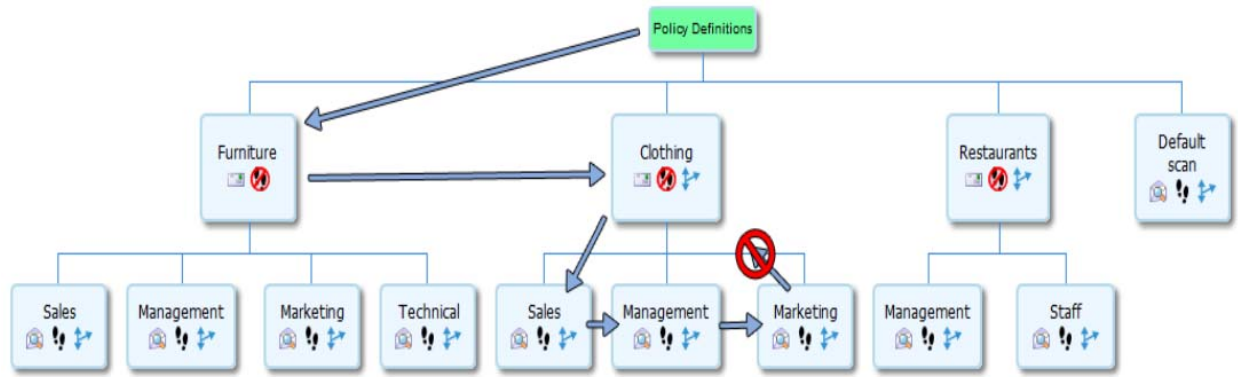 Policy Definitions
Furniture
Clothing
Restaurants
Default
scan
Sales
Management
Marketing
Technical
Sales
Management
Marketing
Management
Staff